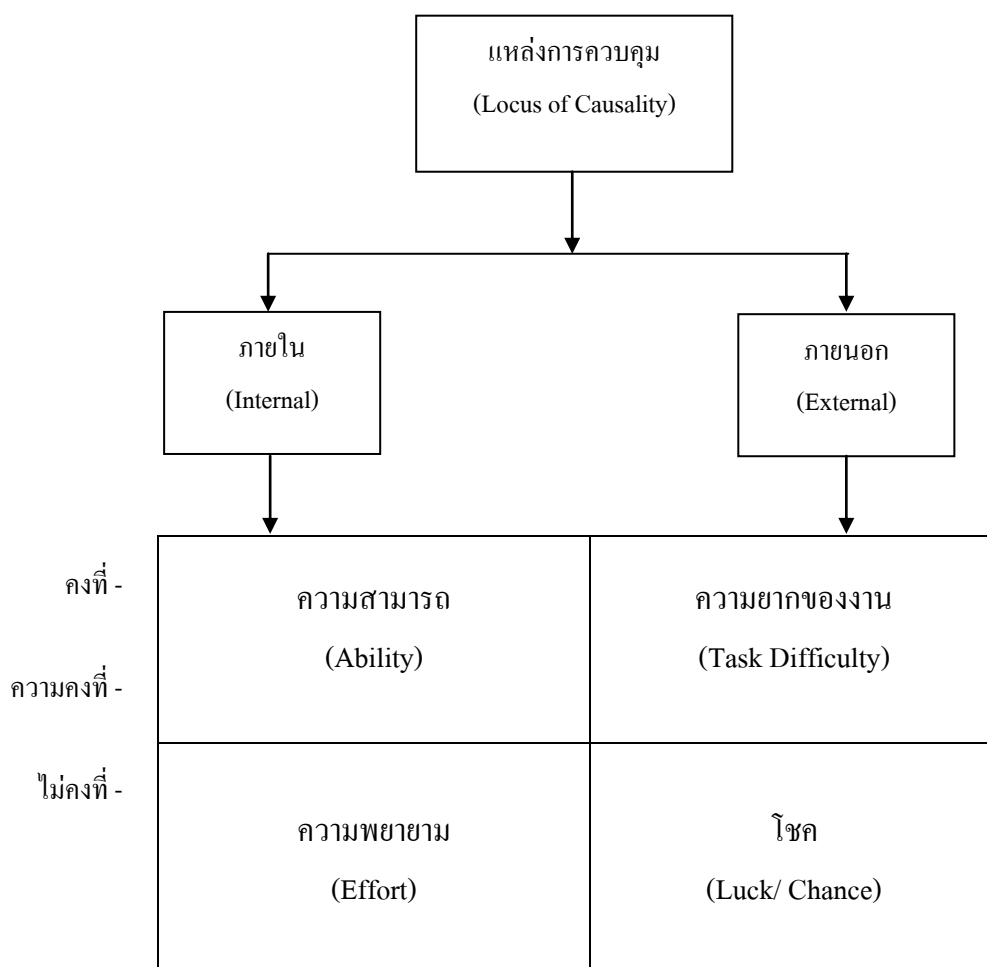 แหล่งการควบคุม
(Locus of Causality)
ภายใน
(Internal)
ภายนอก
(External)
คงที่ -
ความสามารถ
(Ability)
ความยากของงาน
(Task Difficulty)
ความคงที่ -
ไม่คงที่ -
ความพยายาม
(Effort)
โชค
(Luck/ Chance)